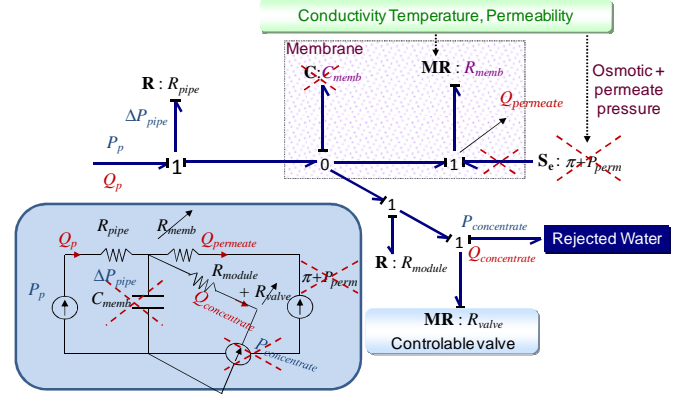 Conductivity Temperature, Permeability
Membrane
C: C_memb
MR : R_memb
R : R_pipe
ΔP_pipe
Q_permeate
Osmotic +
permeate
pressure
P_p
Q_p
1
0
1
S_e : π+P_perm
1
P_concentrate
1
Q_concentrate
Rejected Water
R : R_module
MR : R_valve
Controlable valve
R_pipe
R_memb
Q_p
Q_permeate
ΔP_pipe
R_module
π+P_perm
P_p
C_memb
+ R_valve
Q_concentrate
P_concentrate